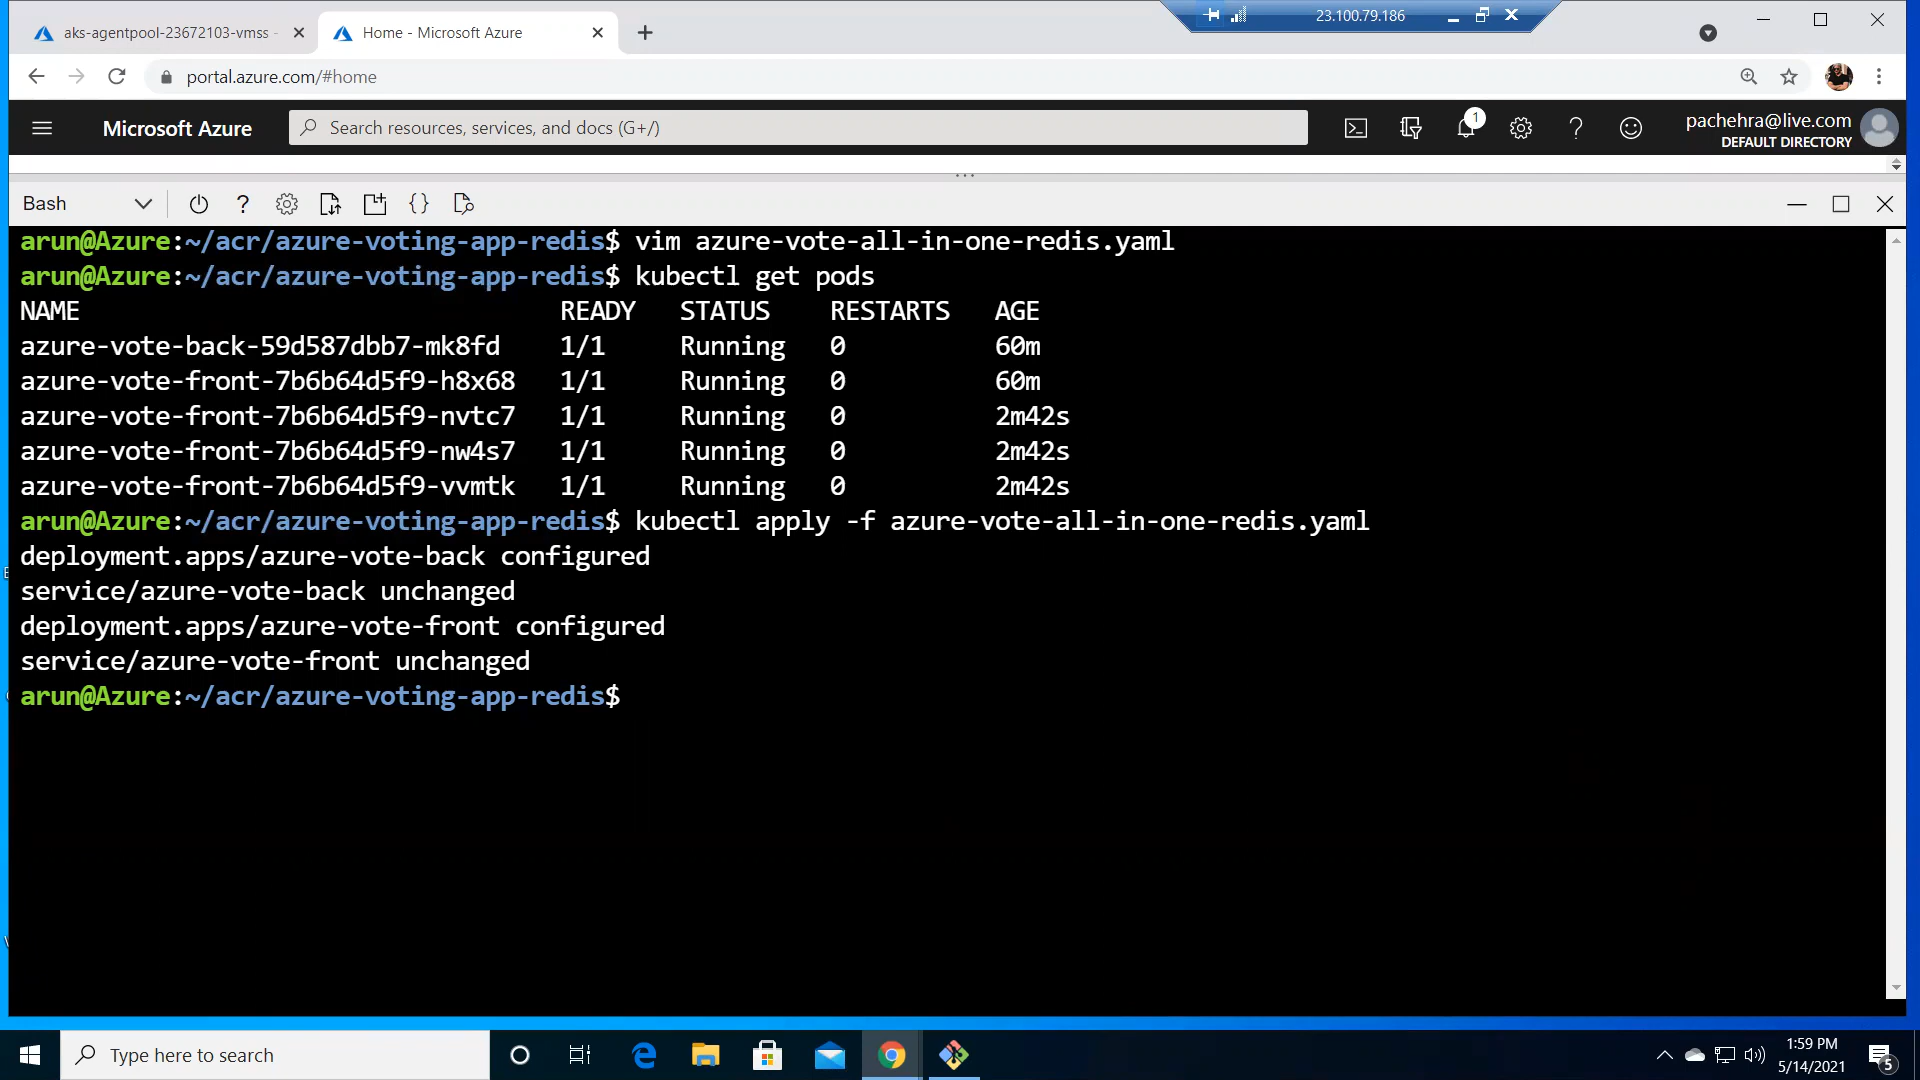 23.100.79.186
aks-agentpool-23672103-vmss -
Home - Microsoft Azure
portal.azure.com/#home
Microsoft Azure
Search resources, services, and docs (G+/)
1
pachehra@live.com
DEFAULT DIRECTORY
Bash
arun@Azure:~/acr/azure-voting-app-redis$ vim azure-vote-all-in-one-redis.yaml
arun@Azure:~/acr/azure-voting-app-redis$ kubectl get pods
NAME READY STATUS RESTARTS AGE
azure-vote-back-59d587dbb7-mk8fd 1/1 Running 0 60m
azure-vote-front-7b6b64d5f9-h8x68 1/1 Running 0 60m
azure-vote-front-7b6b64d5f9-nvtc7 1/1 Running 0 2m42s
azure-vote-front-7b6b64d5f9-nw4s7 1/1 Running 0 2m42s
azure-vote-front-7b6b64d5f9-vvmtk 1/1 Running 0 2m42s
arun@Azure:~/acr/azure-voting-app-redis$ kubectl apply -f azure-vote-all-in-one-redis.yaml
deployment.apps/azure-vote-back configured
service/azure-vote-back unchanged
deployment.apps/azure-vote-front configured
service/azure-vote-front unchanged
arun@Azure:~/acr/azure-voting-app-redis$
Type here to search
1:59 PM
5/14/2021
5